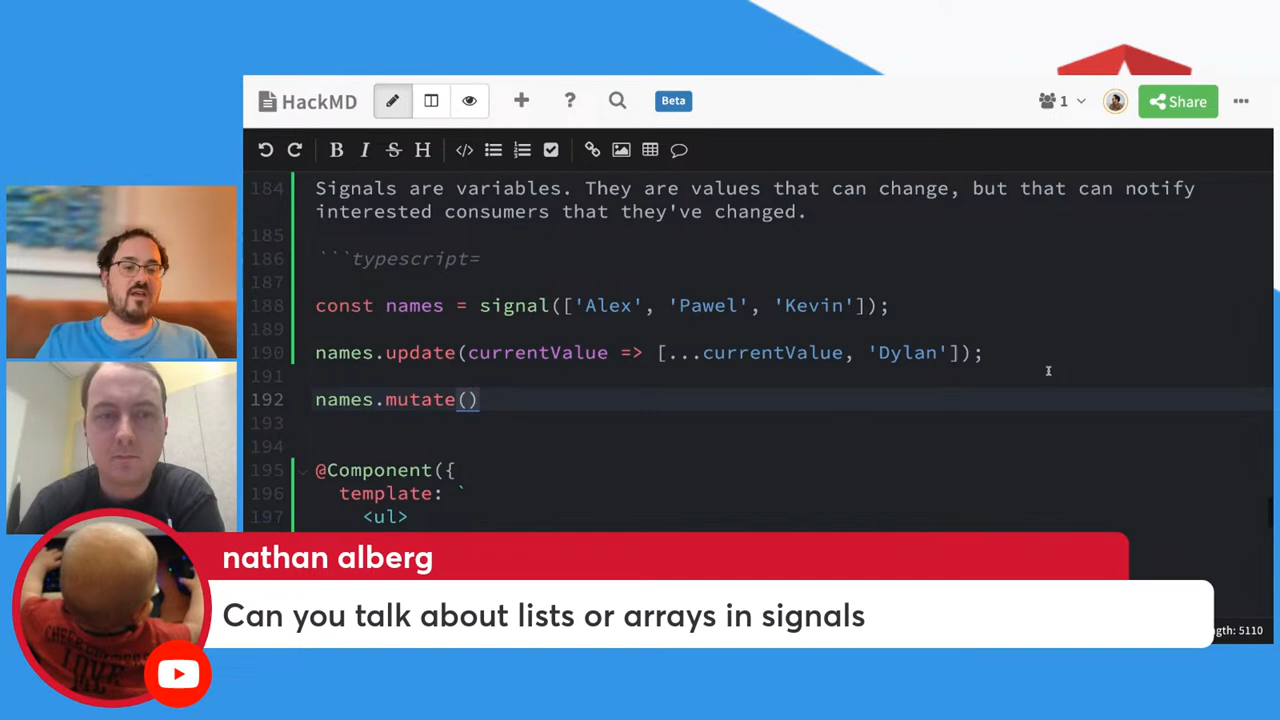 HackMD
Beta
1
Share
184 Signals are variables. They are values that can change, but that can notify
interested consumers that they've changed.
185
186 ```typescript=
187
188 const names = signal(['Alex', 'Pawel', 'Kevin']);
189
190 names.update(currentValue => [...currentValue, 'Dylan']);
191
192 names.mutate()
193
194
195 @Component({
196 template: `
197 <ul>
nathan alberg
Can you talk about lists or arrays in signals
gth: 5110